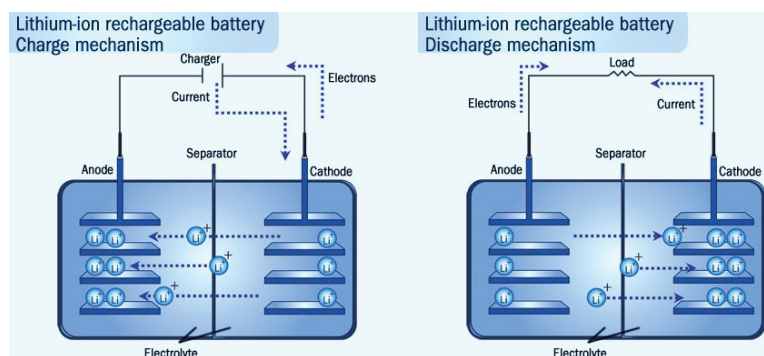 Lithium-ion rechargeable battery
Charge mechanism
Charger
Electrons
Current
Separator
Anode
Cathode
Li+ Li+
Li+
Li+
Li+ Li+
Li+
Li+
Li+ Li+
Li+
Li+
Electrolyte
Lithium-ion rechargeable battery
Discharge mechanism
Load
Electrons
Current
Separator
Anode
Cathode
Li+
Li+
Li+ Li+
Li+
Li+
Li+ Li+
Li+
Li+
Li+ Li+
Electrolyte